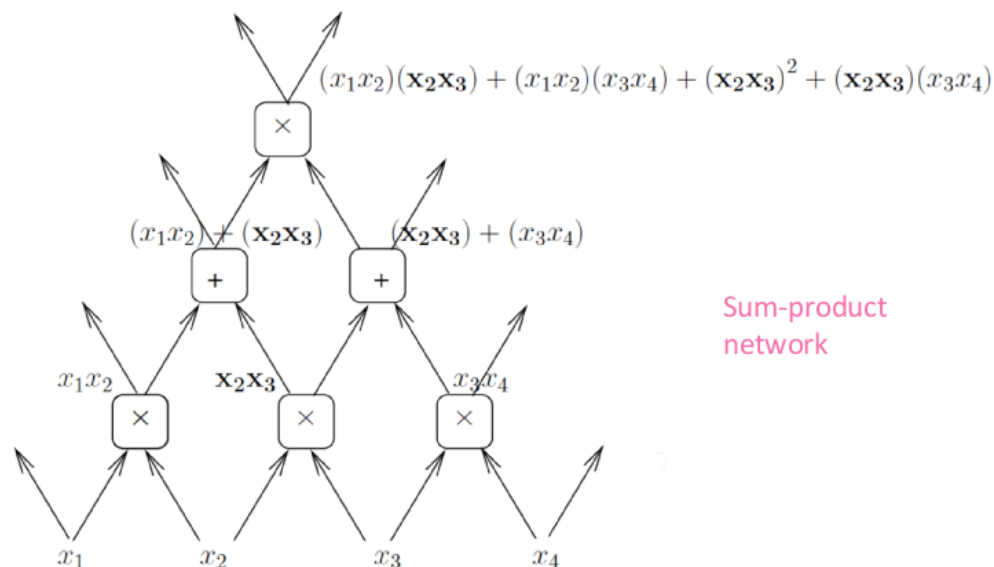 (x₁x₂)(𝐱₂𝐱₃) + (x₁x₂)(x₃x₄) + (𝐱₂𝐱₃)² + (𝐱₂𝐱₃)(x₃x₄)
×
(x₁x₂) + (𝐱₂𝐱₃) (𝐱₂𝐱₃) + (x₃x₄)
+ +
Sum-product
network
x₁x₂ 𝐱₂𝐱₃ x₃x₄
× × ×
x₁ x₂ x₃ x₄